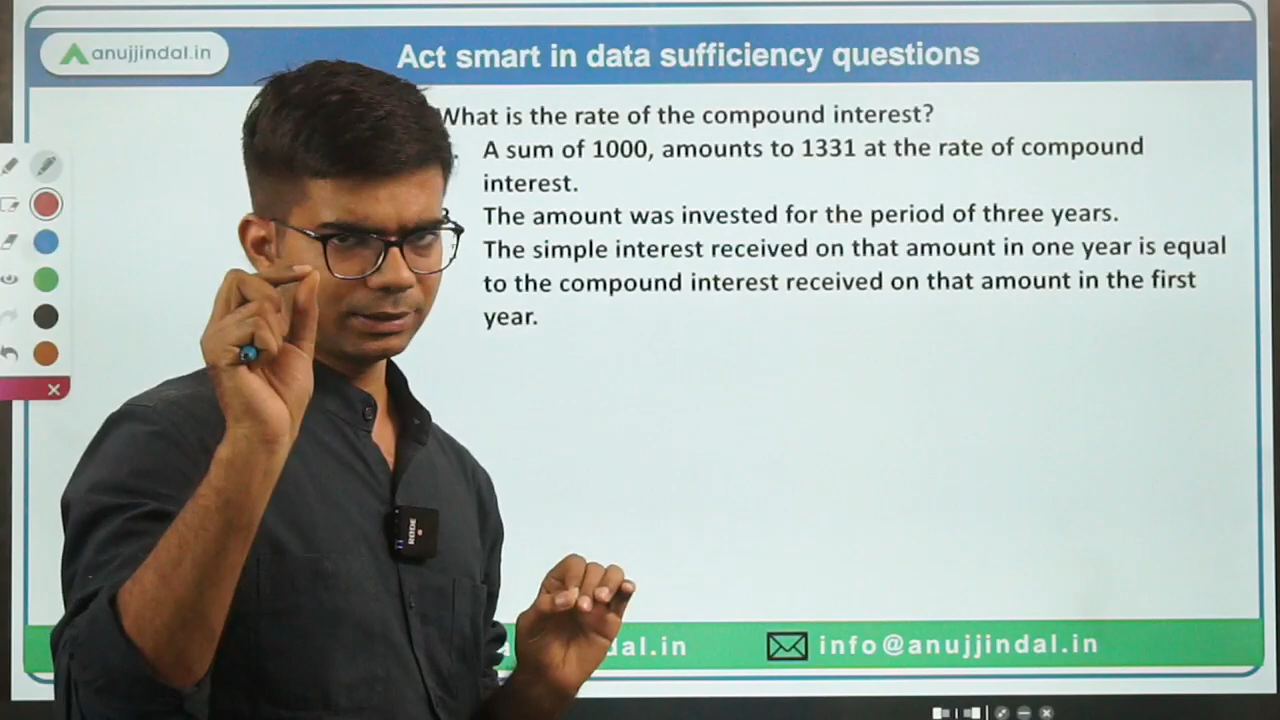 anujjindal.in
Act smart in data sufficiency questions
What is the rate of the compound interest?
A sum of 1000, amounts to 1331 at the rate of compound
interest.
The amount was invested for the period of three years.
The simple interest received on that amount in one year is equal
to the compound interest received on that amount in the first
year.
RODE
info@anujjindal.in